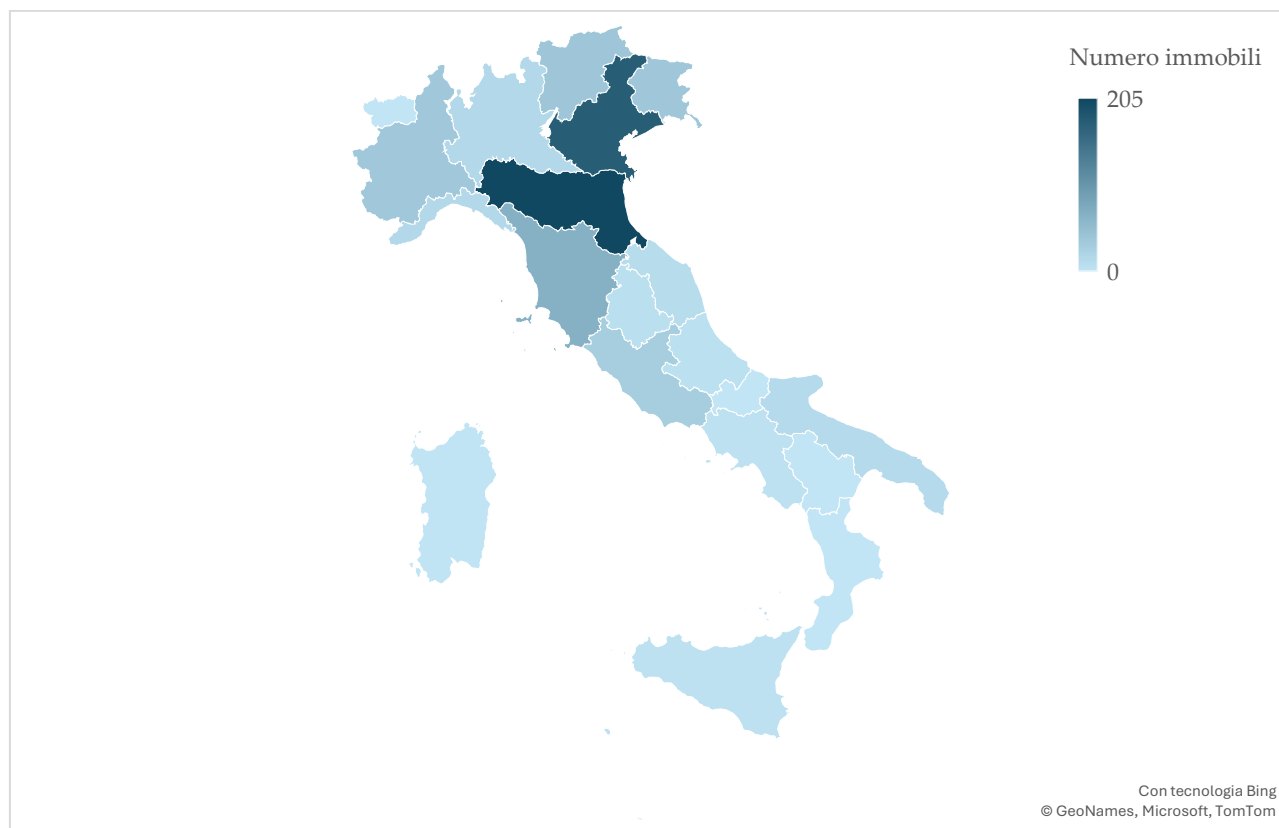 Numero immobili
205
0
Con tecnologia Bing
© GeoNames, Microsoft, TomTom